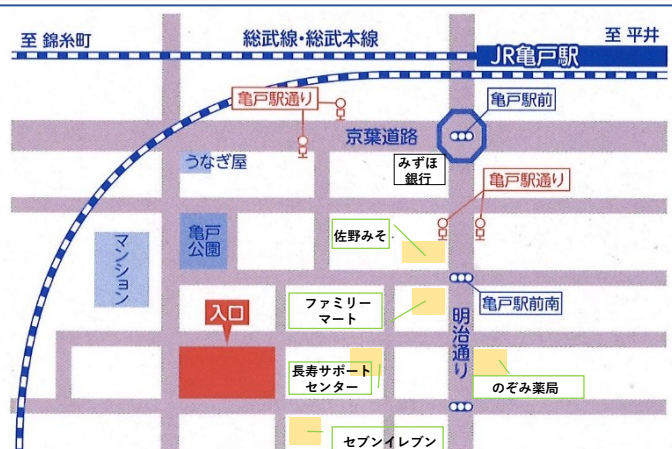 至 錦糸町
総武線・総武本線
至 平井
JR亀戸駅
亀戸駅通り
亀戸駅前
京葉道路
うなぎ屋
みずほ
銀行
亀戸駅通り
亀戸
公園
佐野みそ
マンション
ファミリー
マート
亀戸駅前南
入口
明治通り
長寿サポート
センター
のぞみ薬局
セブンイレブン